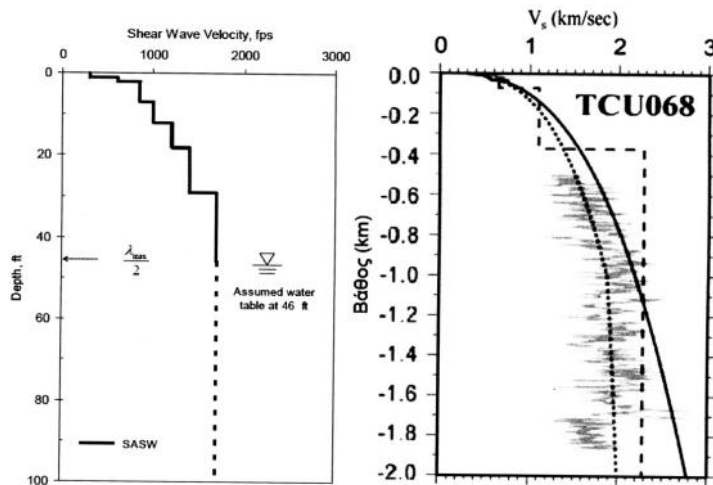 Shear Wave Velocity, fps
0 1000 2000 3000
0
20
40
60
80
100
Depth, ft
λmax
2
Assumed water
table at 46 ft
SASW
Vs (km/sec)
0 1 2 3
TCU068
0.0
-0.2
-0.4
-0.6
-0.8
-1.0
-1.2
-1.4
-1.6
-1.8
-2.0
Βάθος (km)